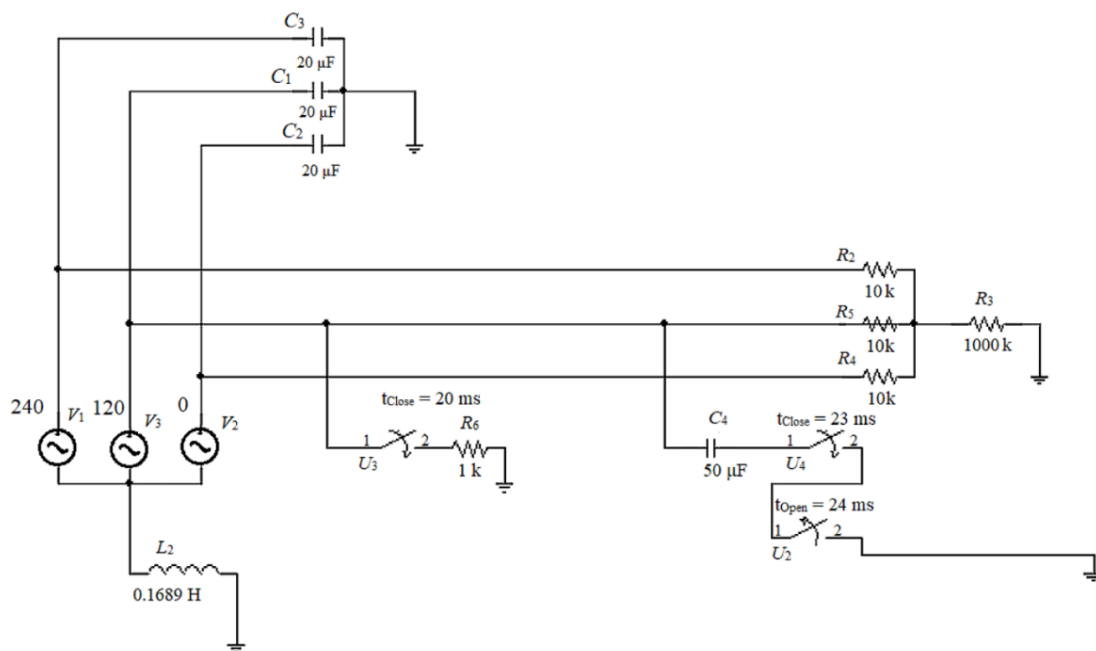 C3
20 µF
C1
20 µF
C2
20 µF
R2
10 k
R3
R5
10k
1000 k
R4
10k
240
V1
120
V3
0
V2
tClose = 20 ms
1
2
R6
U3
1 k
C4
50 µF
tClose = 23 ms
1
2
U4
tOpen = 24 ms
1
2
U2
L2
0.1689 H